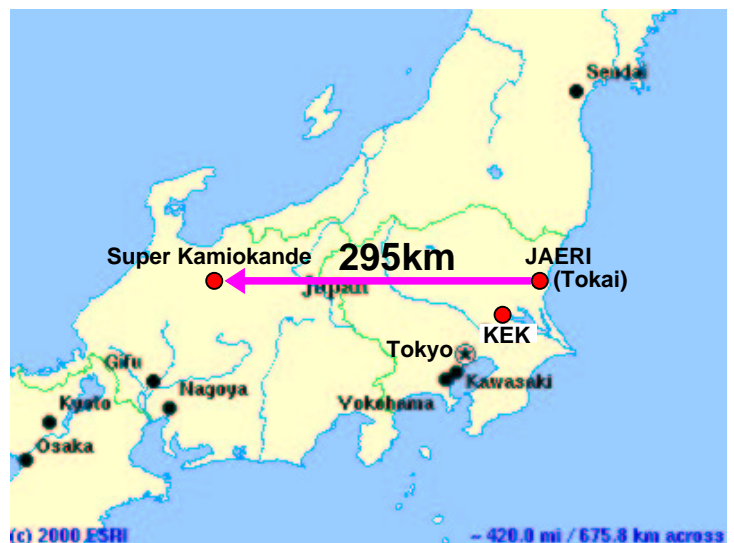 Sendai
Super Kamiokande
295km
JAERI
(Tokai)
Japan
KEK
Tokyo
Gifu
Nagoya
Kawasaki
Yokohama
Kyoto
Osaka
(c) 2000 ESRI
~ 420.0 mi / 675.8 km across